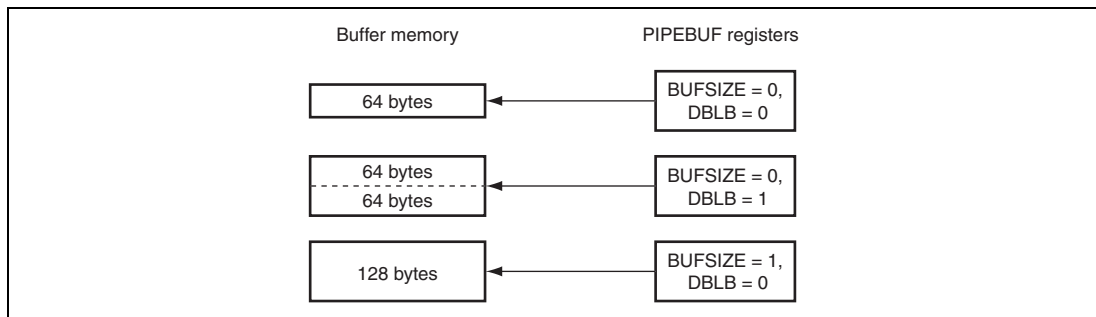 Buffer memory
PIPEBUF registers
64 bytes
BUFSIZE = 0,
DBLB = 0
64 bytes
64 bytes
BUFSIZE = 0,
DBLB = 1
128 bytes
BUFSIZE = 1,
DBLB = 0